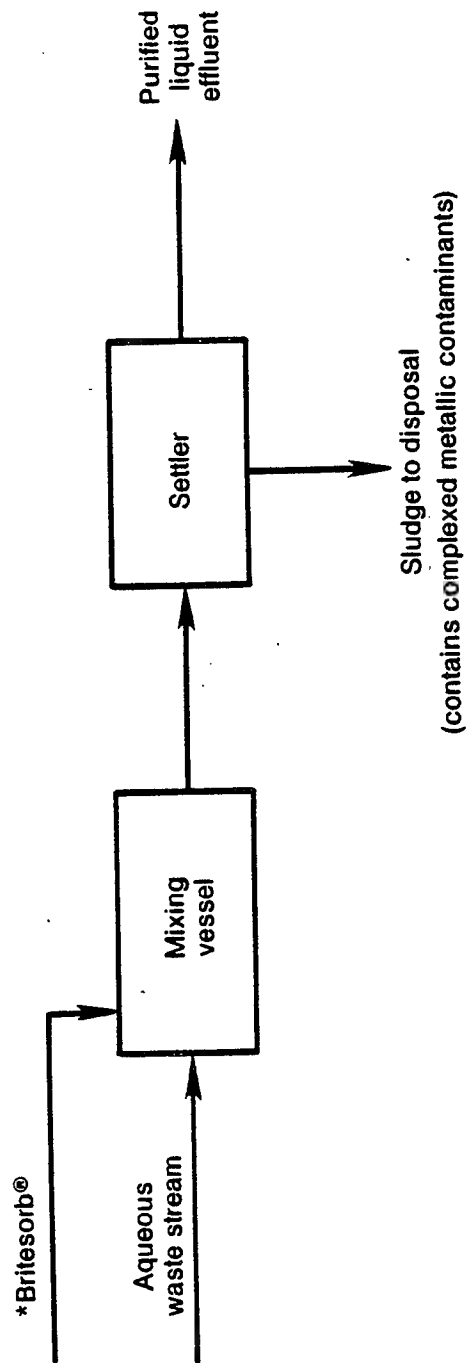 *Britesorb®
Aqueous
waste stream
Mixing
vessel
Settler
Purified
liquid
effluent
Sludge to disposal
(contains complexed metallic contaminants)